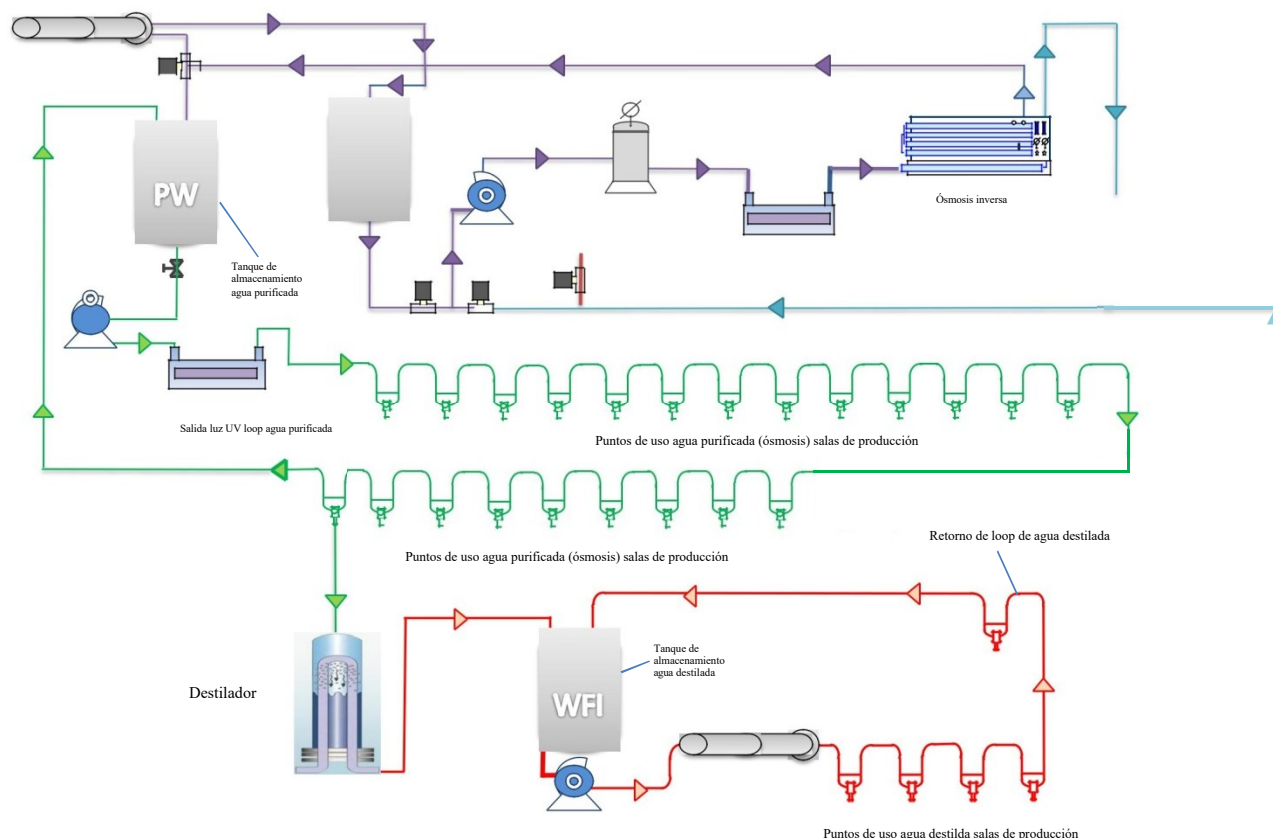 Ósmosis inversa
PW
Tanque de
almacenamiento
agua purificada
Salida luz UV loop agua purificada
Puntos de uso agua purificada (ósmosis) salas de producción
Puntos de uso agua purificada (ósmosis) salas de producción
Retorno de loop de agua destilada
Destilador
Tanque de
almacenamiento
agua destilada
WFI
Puntos de uso agua destilda salas de producción